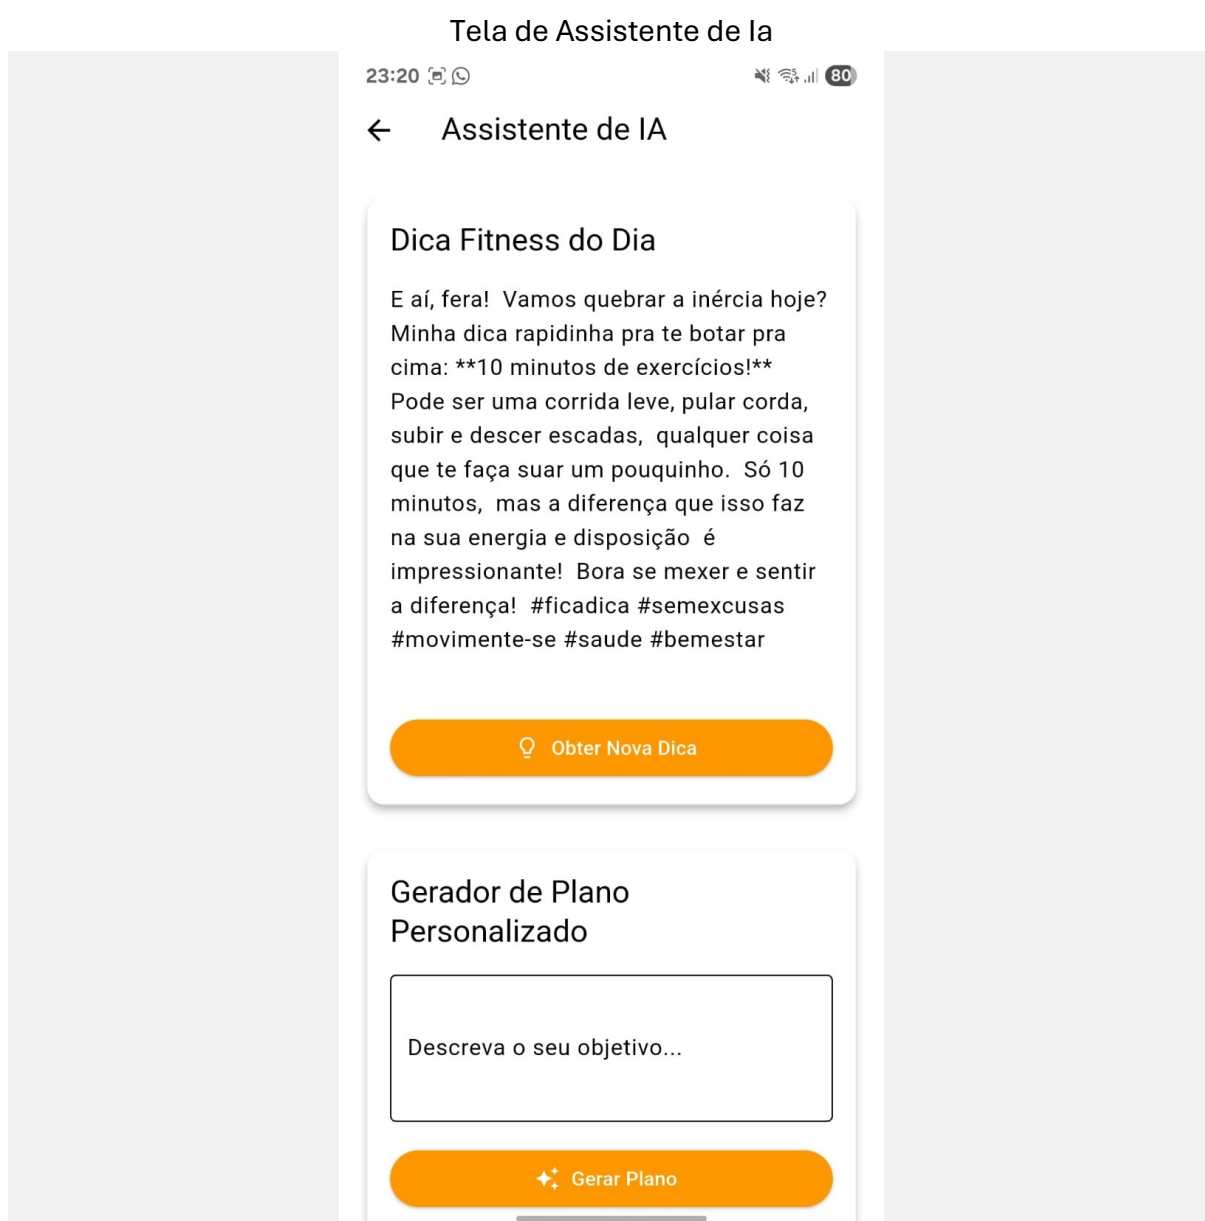 Tela de Assistente de Ia
23:20
80
Assistente de IA
Dica Fitness do Dia
E aí, fera!  Vamos quebrar a inércia hoje?
Minha dica rapidinha pra te botar pra
cima: **10 minutos de exercícios!**
Pode ser uma corrida leve, pular corda,
subir e descer escadas,  qualquer coisa
que te faça suar um pouquinho.  Só 10
minutos,  mas a diferença que isso faz
na sua energia e disposição  é
impressionante!  Bora se mexer e sentir
a diferença!  #ficadica #semexcusas
#movimente-se #saude #bemestar
Obter Nova Dica
Gerador de Plano
Personalizado
Descreva o seu objetivo...
Gerar Plano